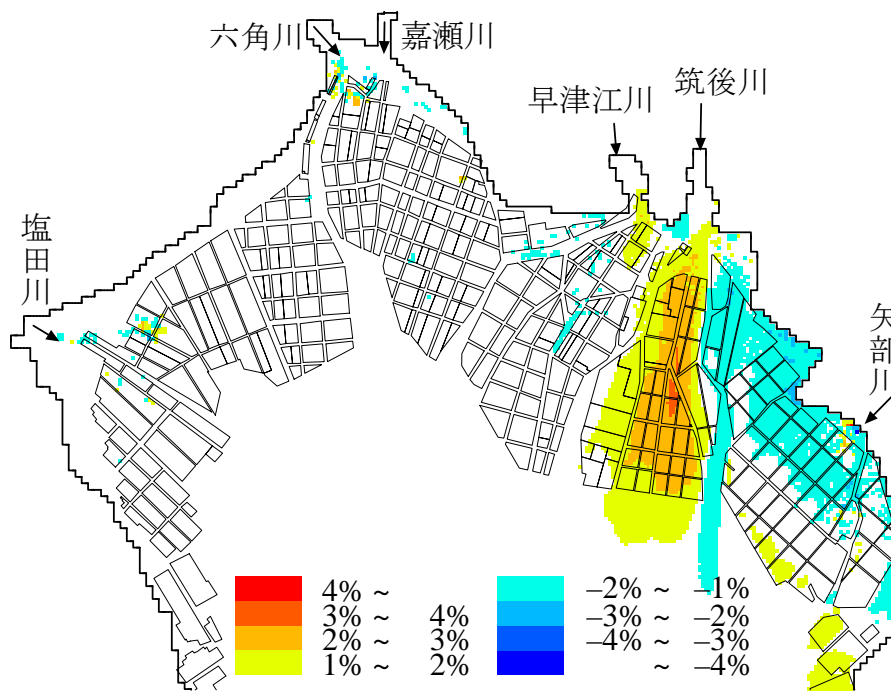 六角川
嘉瀬川
早津江川
筑後川
塩田川
矢部川
4% ~
3% ~ 4%
2% ~ 3%
1% ~ 2%
−2% ~ −1%
−3% ~ −2%
−4% ~ −3%
~ −4%